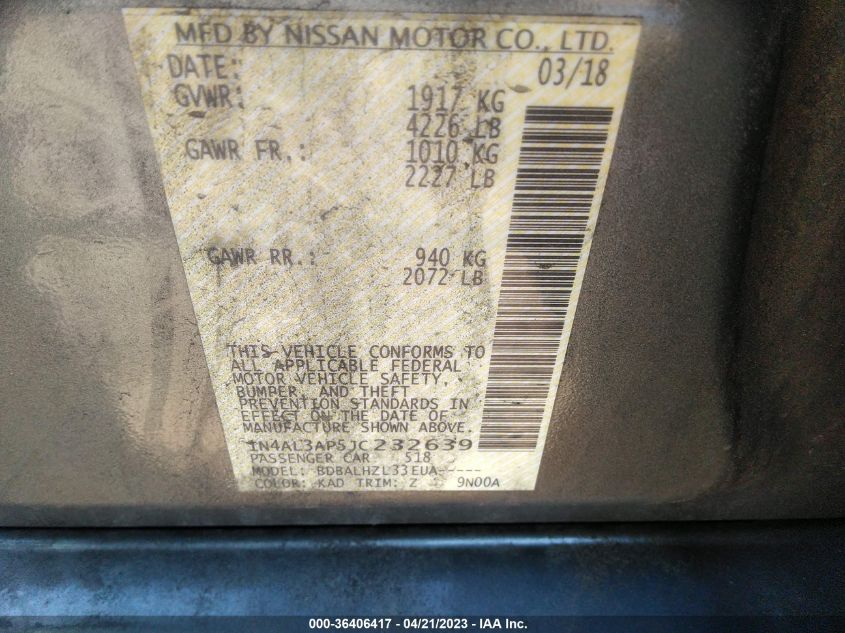 MFD BY NISSAN MOTOR CO., LTD.
DATE: 03/18
GVWR: 1917 KG
4226 LB
GAWR FR.: 1010 KG
2227 LB
GAWR RR.: 940 KG
2072 LB
THIS VEHICLE CONFORMS TO
ALL APPLICABLE FEDERAL
MOTOR VEHICLE SAFETY,
BUMPER, AND THEFT
PREVENTION STANDARDS IN
EFFECT ON THE DATE OF
MANUFACTURE SHOWN ABOVE.
1N4AL3AP5JC232639
PASSENGER CAR 518
MODEL: BDBALHZL33EUA-----
COLOR: KAD TRIM: Z 9N00A
000-36406417 - 04/21/2023 - IAA Inc.